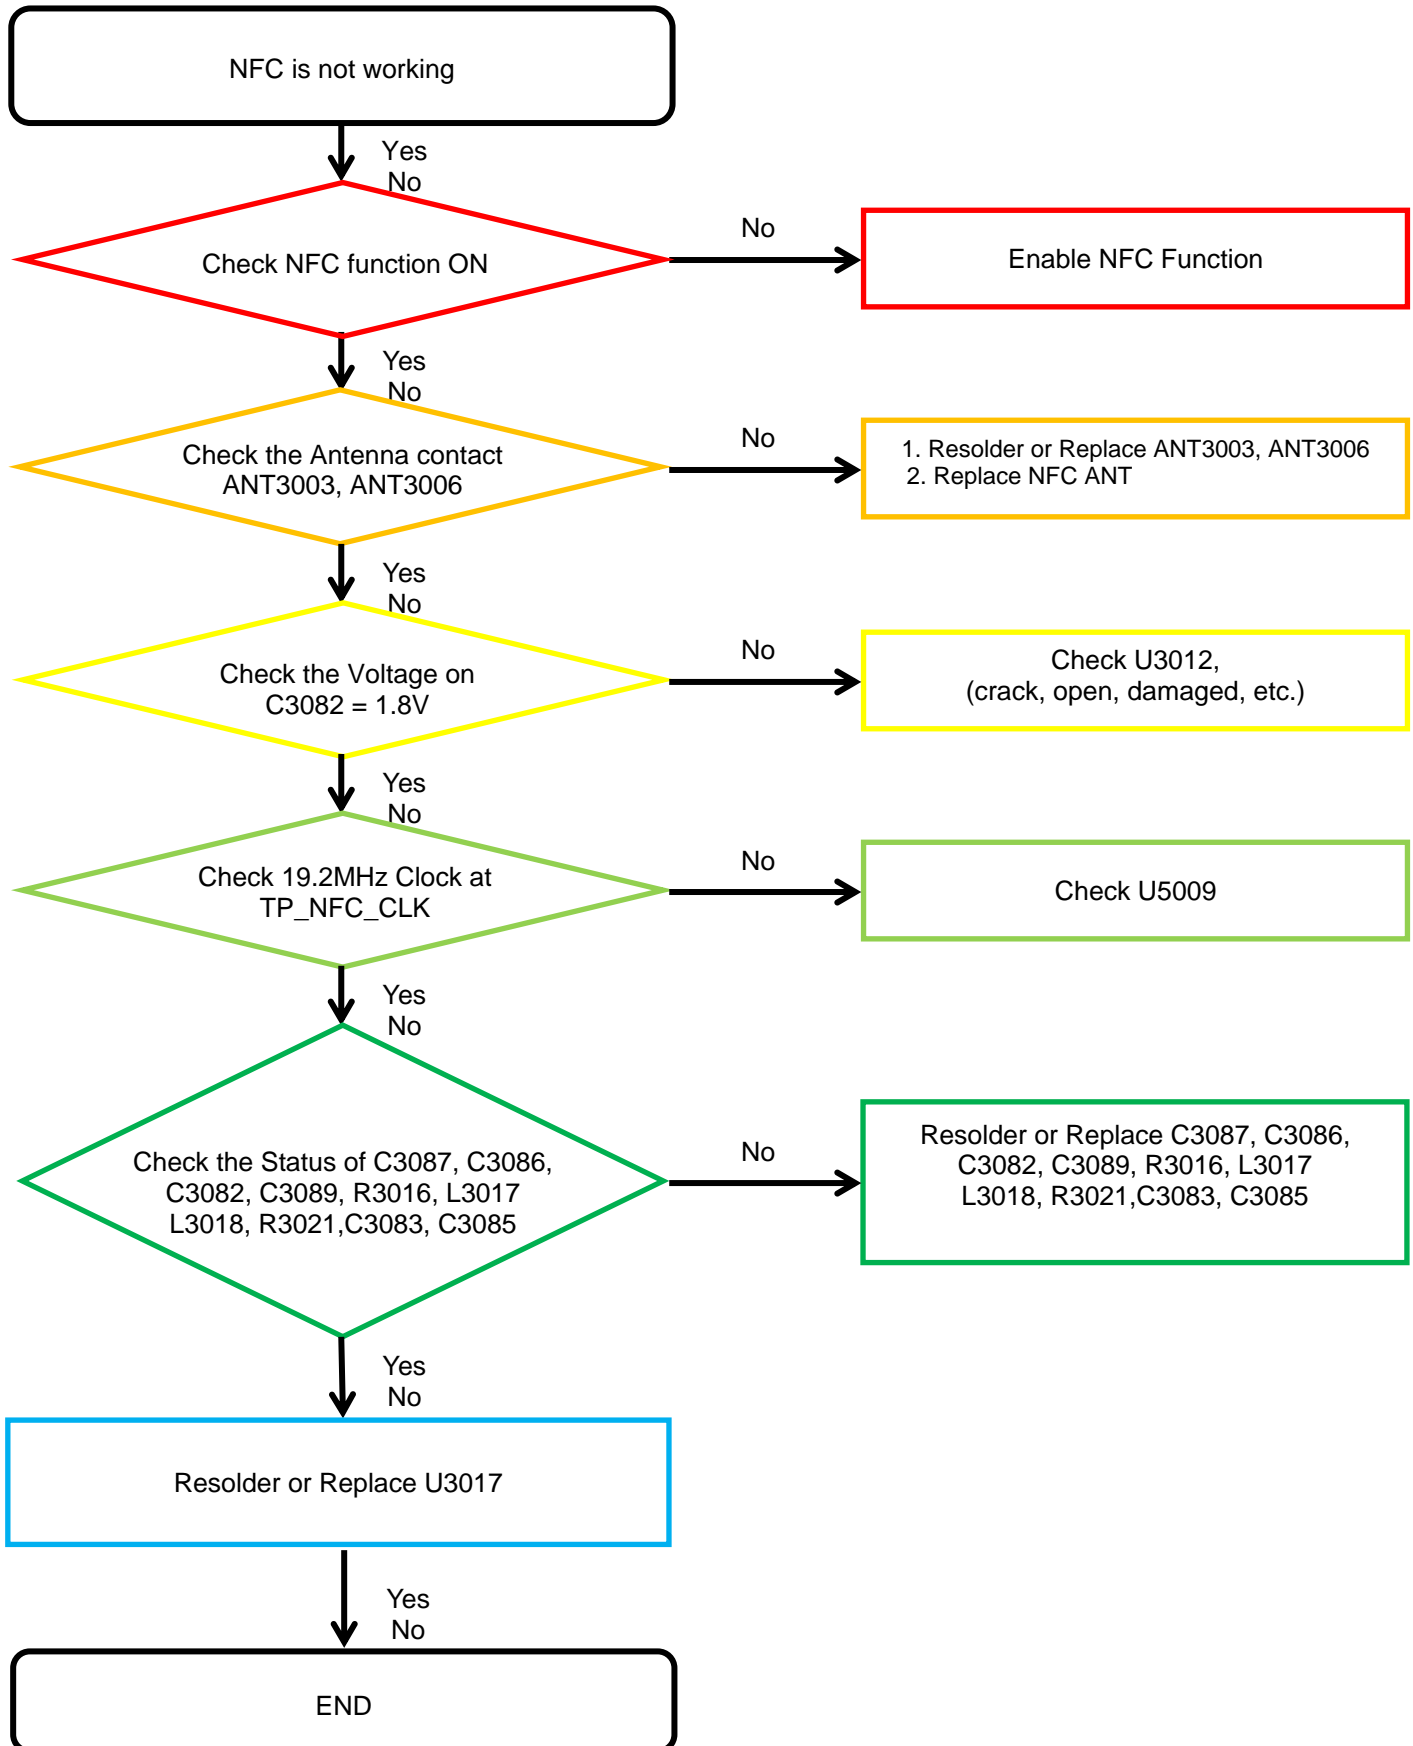 NFC is not working
Yes
No
Check NFC function ON
No
Enable NFC Function
Yes
No
Check the Antenna contact
ANT3003, ANT3006
No
1. Resolder or Replace ANT3003, ANT3006
2. Replace NFC ANT
Yes
No
Check the Voltage on
C3082 = 1.8V
No
Check U3012,
(crack, open, damaged, etc.)
Yes
No
Check 19.2MHz Clock at
TP_NFC_CLK
No
Check U5009
Yes
No
Check the Status of C3087, C3086,
C3082, C3089, R3016, L3017
L3018, R3021,C3083, C3085
No
Resolder or Replace C3087, C3086,
C3082, C3089, R3016, L3017
L3018, R3021,C3083, C3085
Yes
No
Resolder or Replace U3017
Yes
No
END